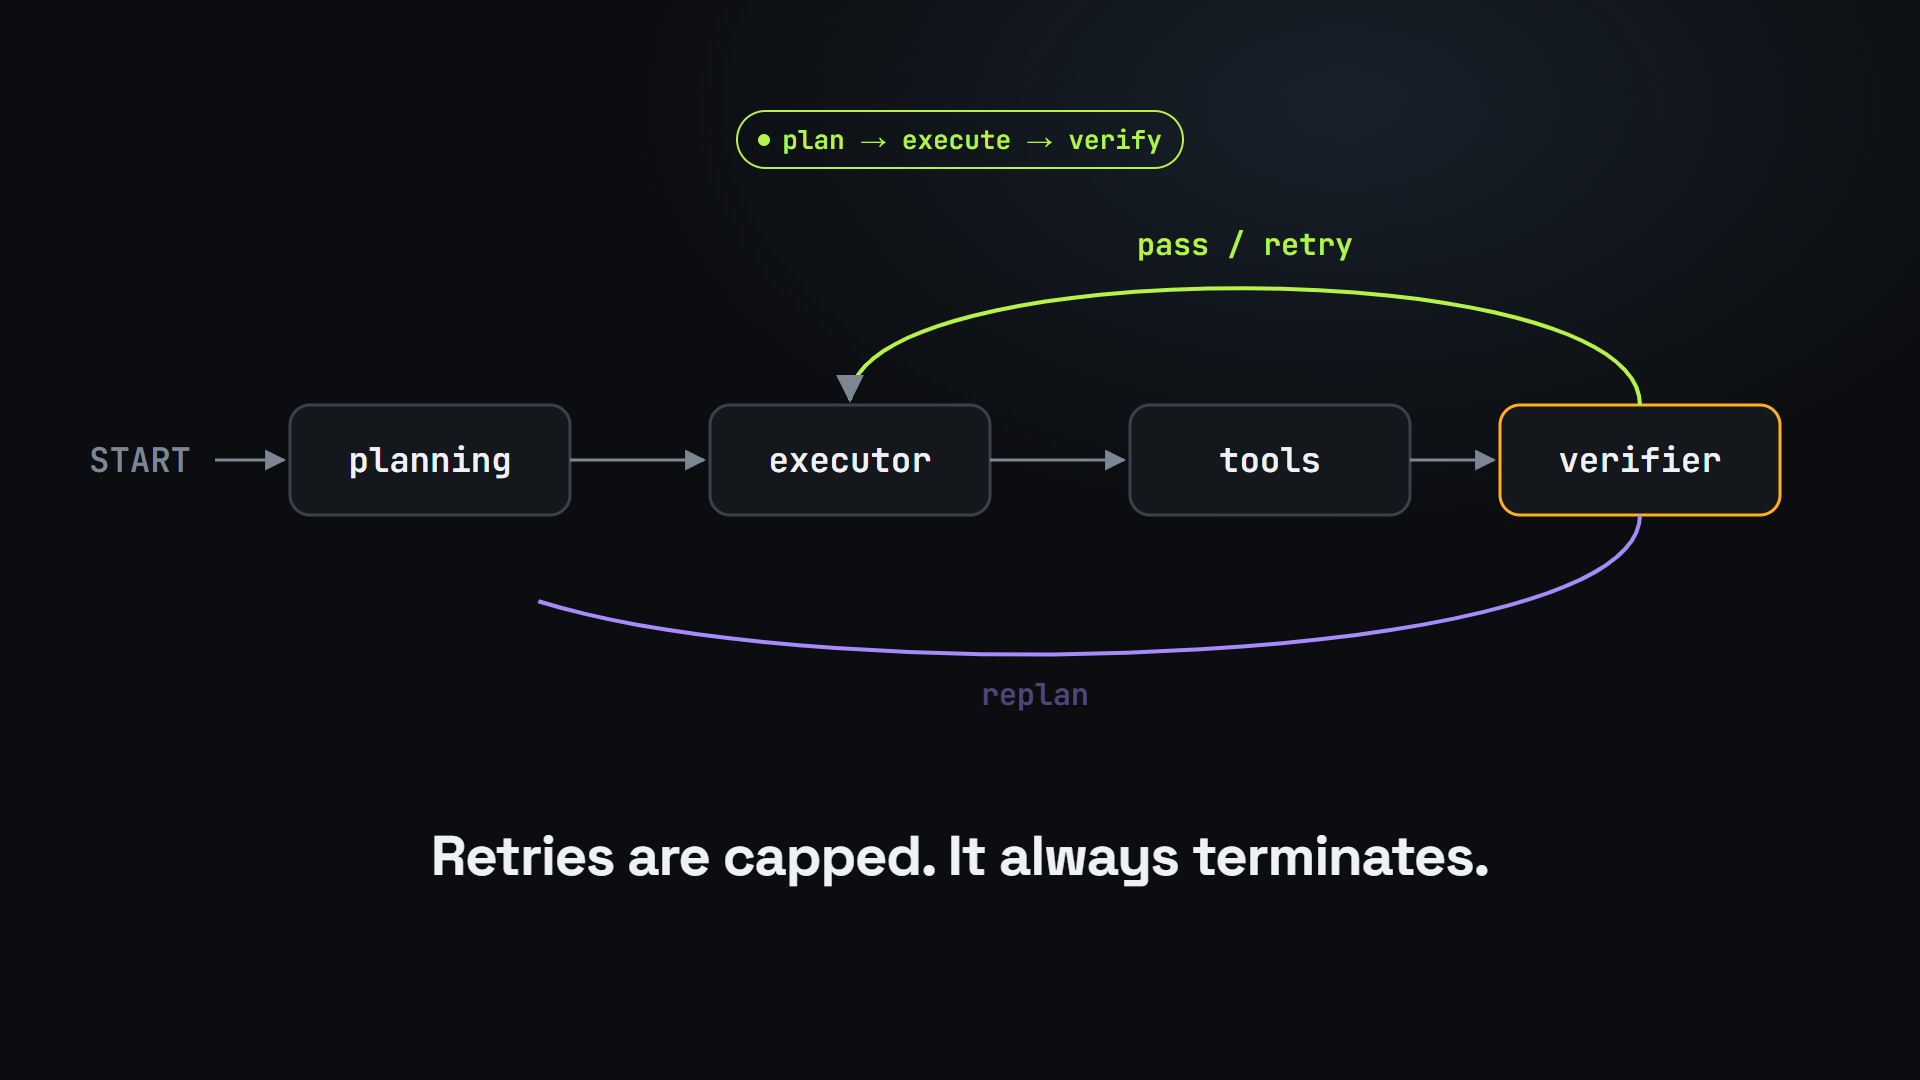 plan → execute → verify
pass / retry
START
planning
executor
tools
verifier
replan
Retries are capped. It always terminates.